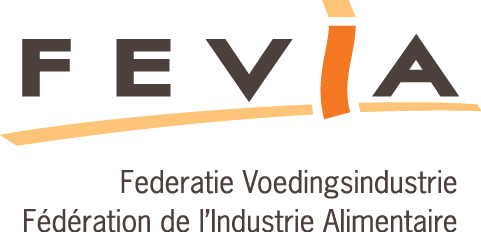 FEVIA
Federatie Voedingsindustrie
Fédération de l'Industrie Alimentaire